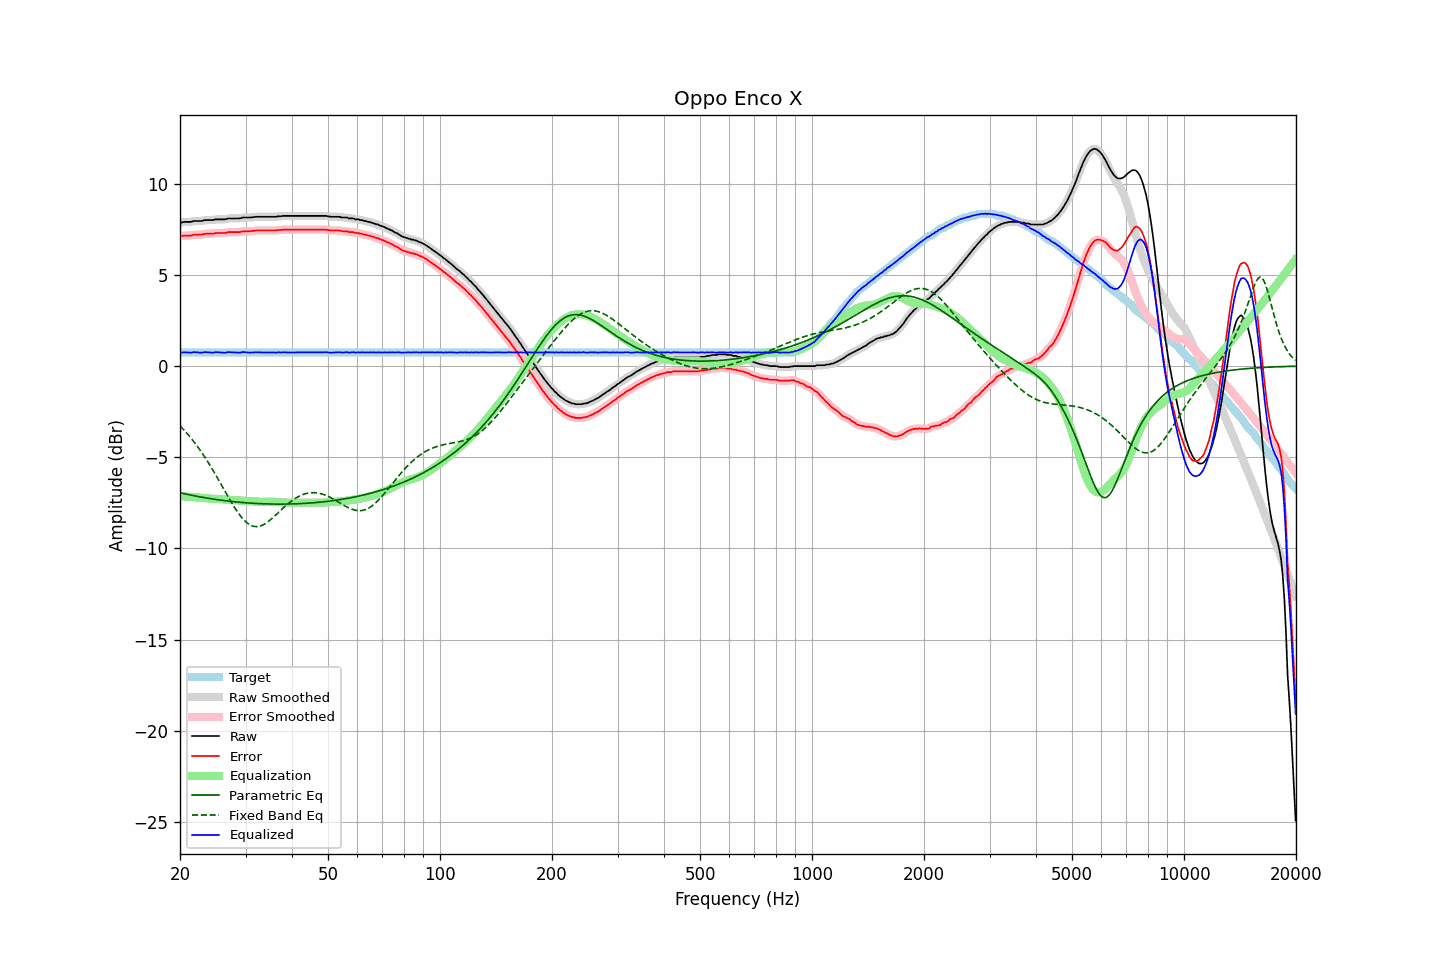 Oppo Enco X
Amplitude (dBr)
10
5
0
−5
−10
−15
−20
−25
Target
Raw Smoothed
Error Smoothed
Raw
Error
Equalization
Parametric Eq
Fixed Band Eq
Equalized
20 50 100 200 500 1000 2000 5000 10000 20000
Frequency (Hz)